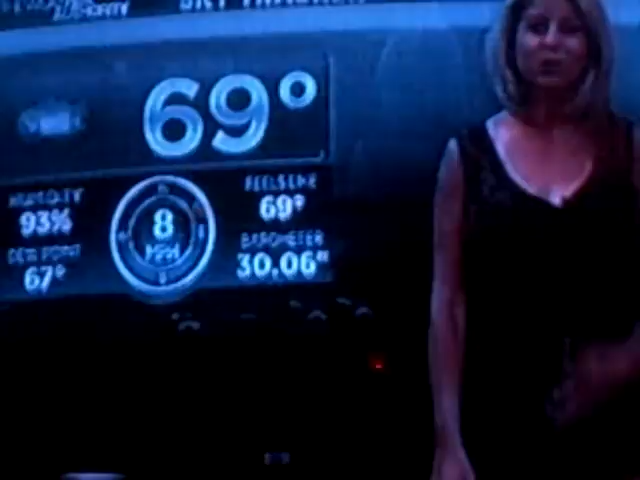 69°
HUMIDITY
93%
DEW POINT
67°
8
MPH
FEELS LIKE
69°
BAROMETER
30.06"